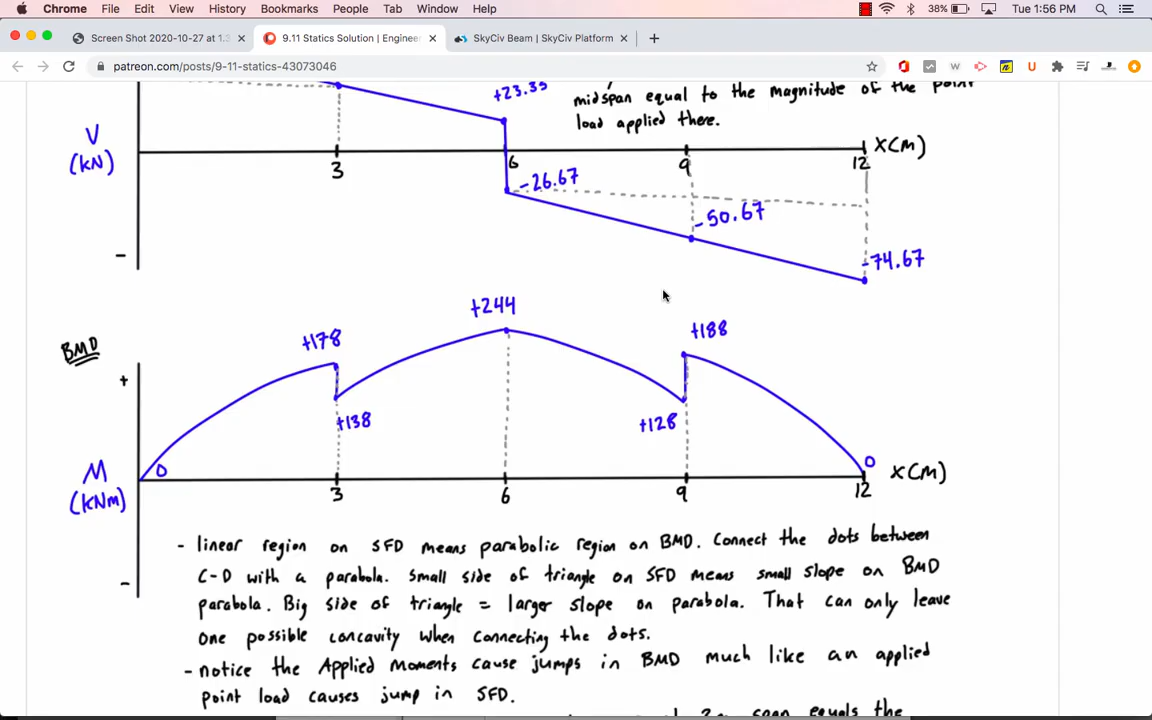 Chrome File Edit View History Bookmarks People Tab Window Help 38% Tue 1:56 PM
Screen Shot 2020-10-27 at 1.3 9.11 Statics Solution | Enginee SkyCiv Beam | SkyCiv Platform
patreon.com/posts/9-11-statics-43073046
+23.33
midspan equal to the magnitude of the point
load applied there.
V
(kN)
3
6
9
12
X(M)
-26.67
-50.67
-74.67
-
BMD
+
+178
+244
+188
+138
+128
0
0
M
(kNm)
3
6
9
12
X(M)
-
- linear region on SFD means parabolic region on BMD. Connect the dots between
C-D with a parabola. Small side of triangle on SFD means small slope on BMD
parabola. Big side of triangle = larger slope on parabola. That can only leave
one possible concavity when connecting the dots.
- notice the Applied Moments cause jumps in BMD much like an applied
point load causes jump in SFD.
span equals the